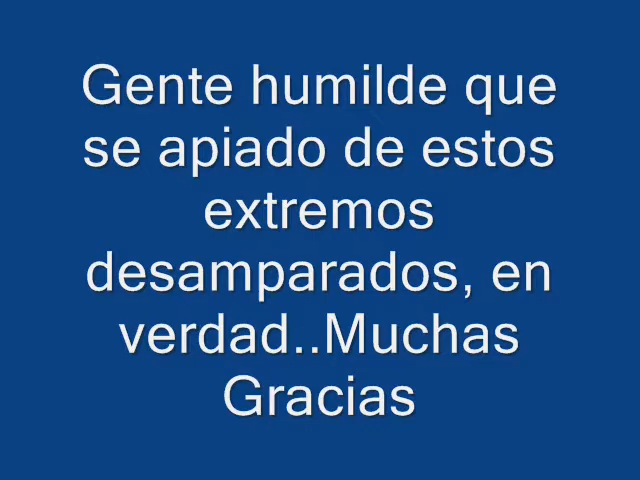 Gente humilde que
se apiado de estos
extremos
desamparados, en
verdad..Muchas
Gracias